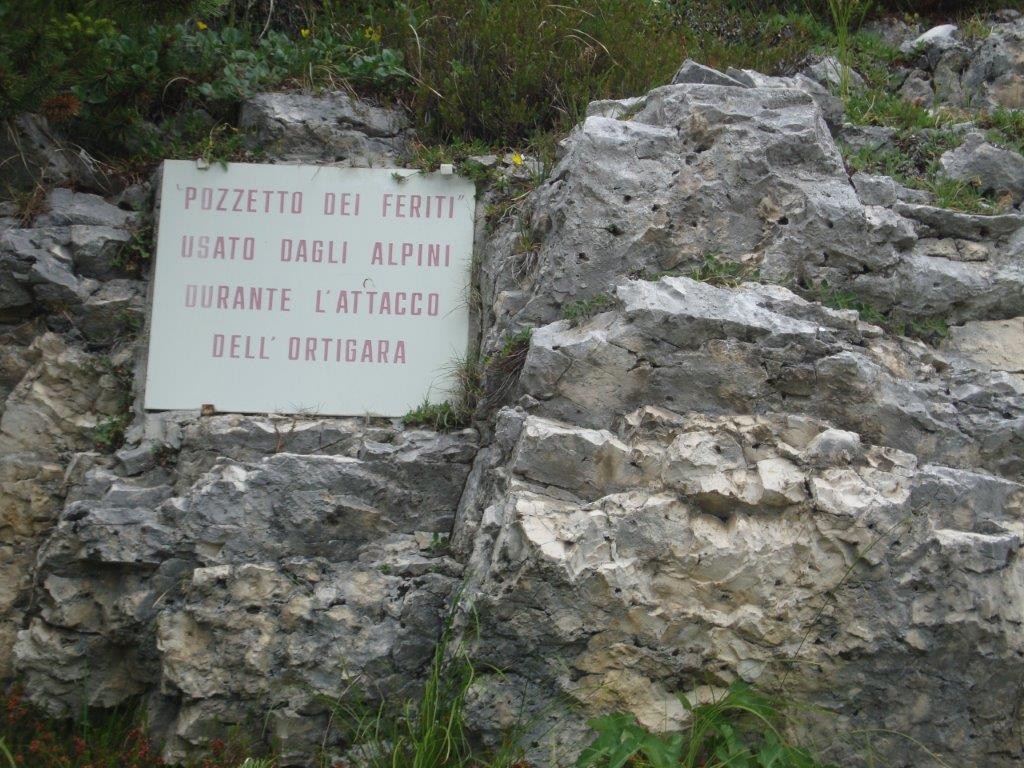 "POZZETTO DEI FERITI"
USATO DAGLI ALPINI
DURANTE L'ATTACCO
DELL'ORTIGARA